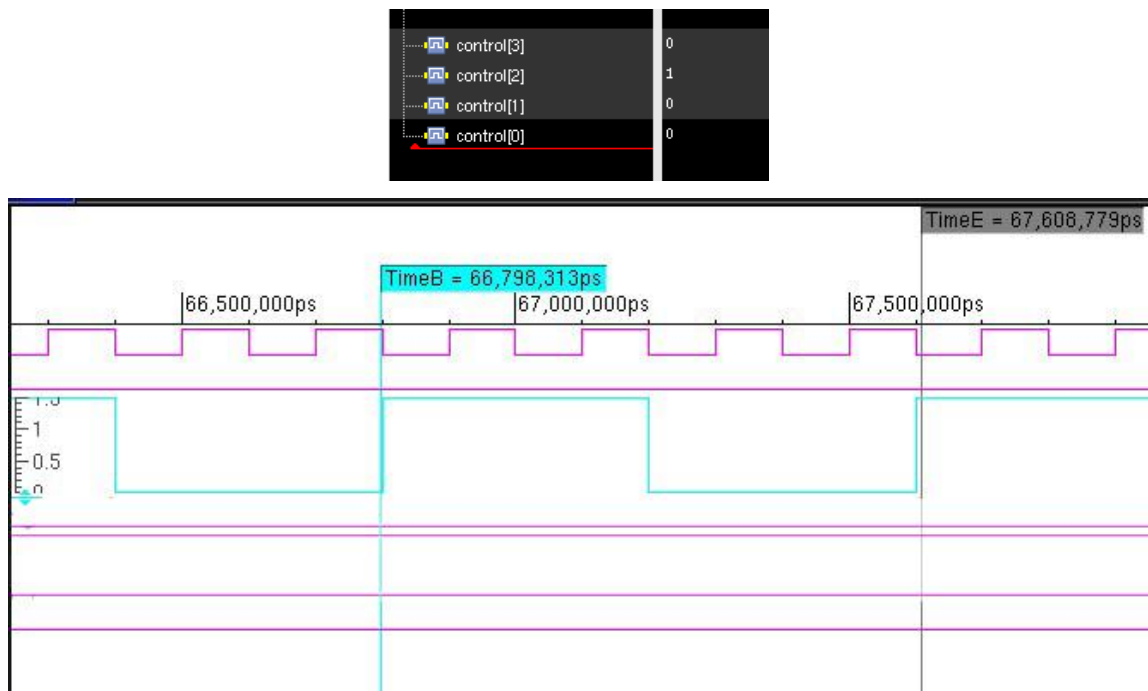 control[3] 0
control[2] 1
control[1] 0
control[0] 0
TimeE = 67,608,779ps
TimeB = 66,798,313ps
66,500,000ps 67,000,000ps 67,500,000ps
1
0.5